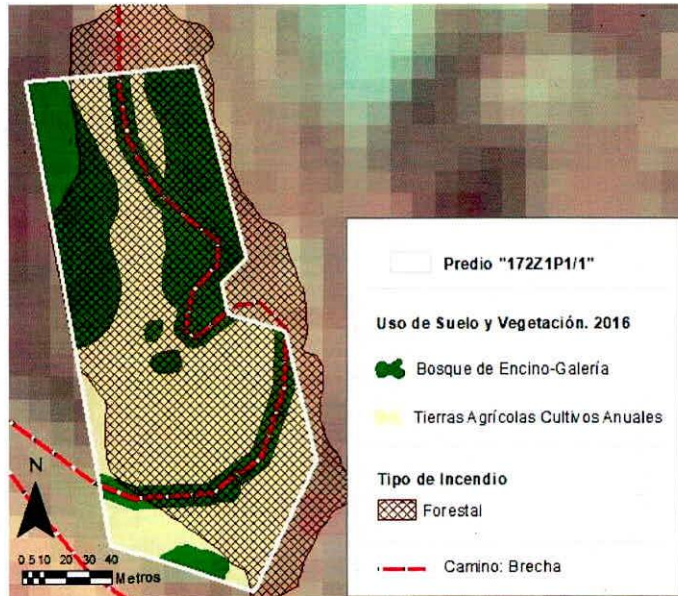 Predio "172Z1P1/1"
Uso de Suelo y Vegetación. 2016
Bosque de Encino-Galería
Tierras Agrícolas Cultivos Anuales
Tipo de Incendio
Forestal
Camino: Brecha
N
0 5 10 20 30 40
Metros